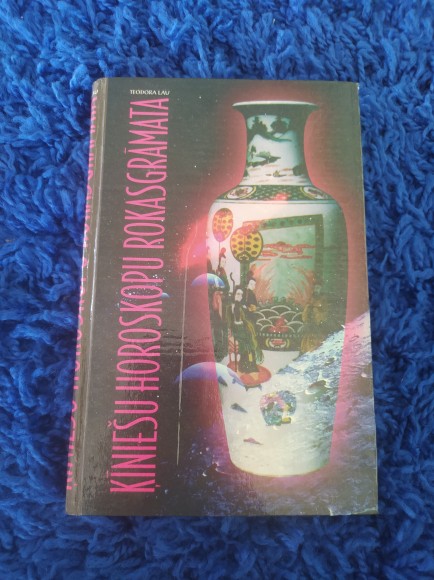 TEODORA LAU
ĶINIEŠU HOROSKOPU ROKASGRĀMATA